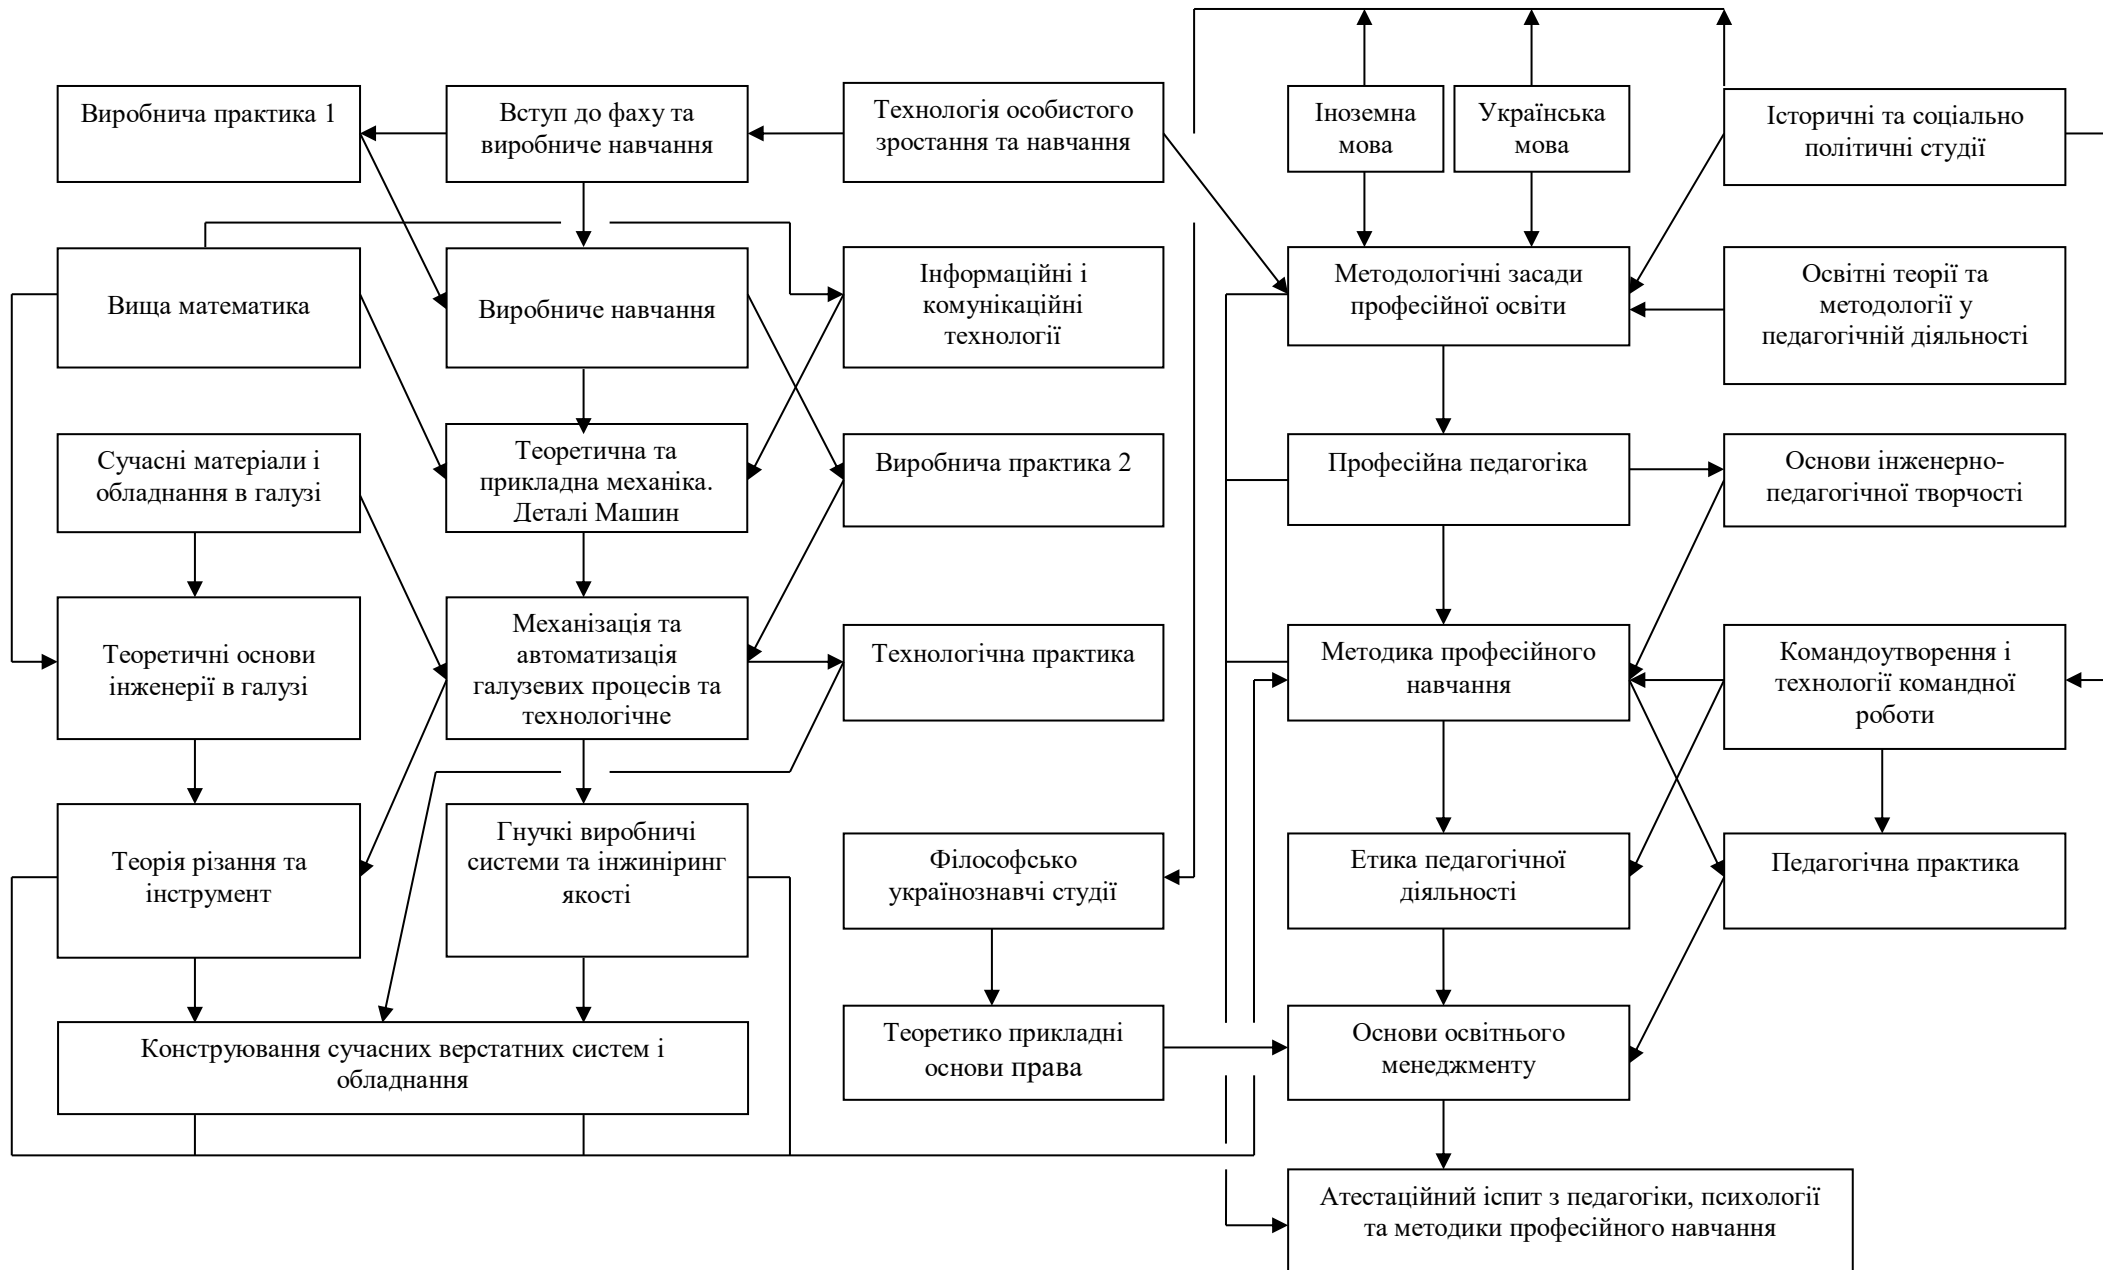 Виробнича практика 1
Вступ до фаху та
виробниче навчання
Технологія особистого
зростання та навчання
Іноземна
мова
Українська
мова
Історичні та соціально
політичні студії
Вища математика
Виробниче навчання
Інформаційні і
комунікаційні
технології
Методологічні засади
професійної освіти
Освітні теорії та
методології у
педагогічній діяльності
Сучасні матеріали і
обладнання в галузі
Теоретична та
прикладна механіка.
Деталі Машин
Виробнича практика 2
Професійна педагогіка
Основи інженерно-
педагогічної творчості
Теоретичні основи
інженерії в галузі
Механізація та
автоматизація
галузевих процесів та
технологічне
Технологічна практика
Методика професійного
навчання
Командоутворення і
технології командної
роботи
Теорія різання та
інструмент
Гнучкі виробничі
системи та інжиніринг
якості
Філософсько
українознавчі студії
Етика педагогічної
діяльності
Педагогічна практика
Конструювання сучасних верстатних систем і
обладнання
Теоретико прикладні
основи права
Основи освітнього
менеджменту
Атестаційний іспит з педагогіки, психології
та методики професійного навчання